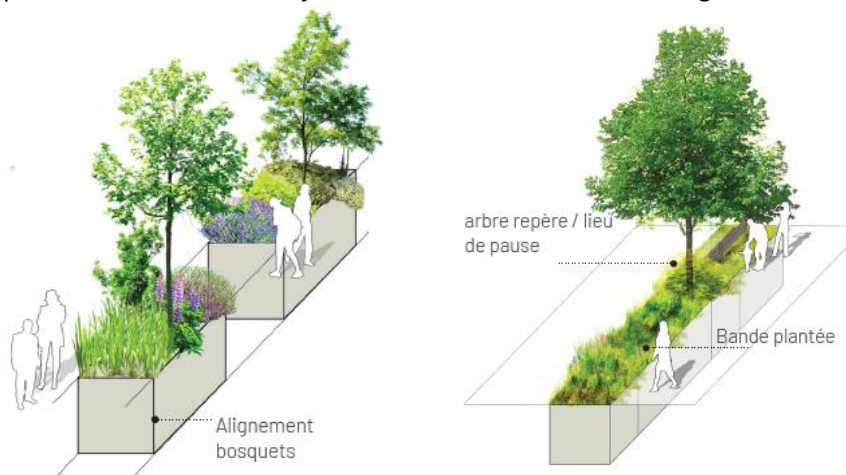 Alignement
bosquets
arbre repère / lieu
de pause
Bande plantée